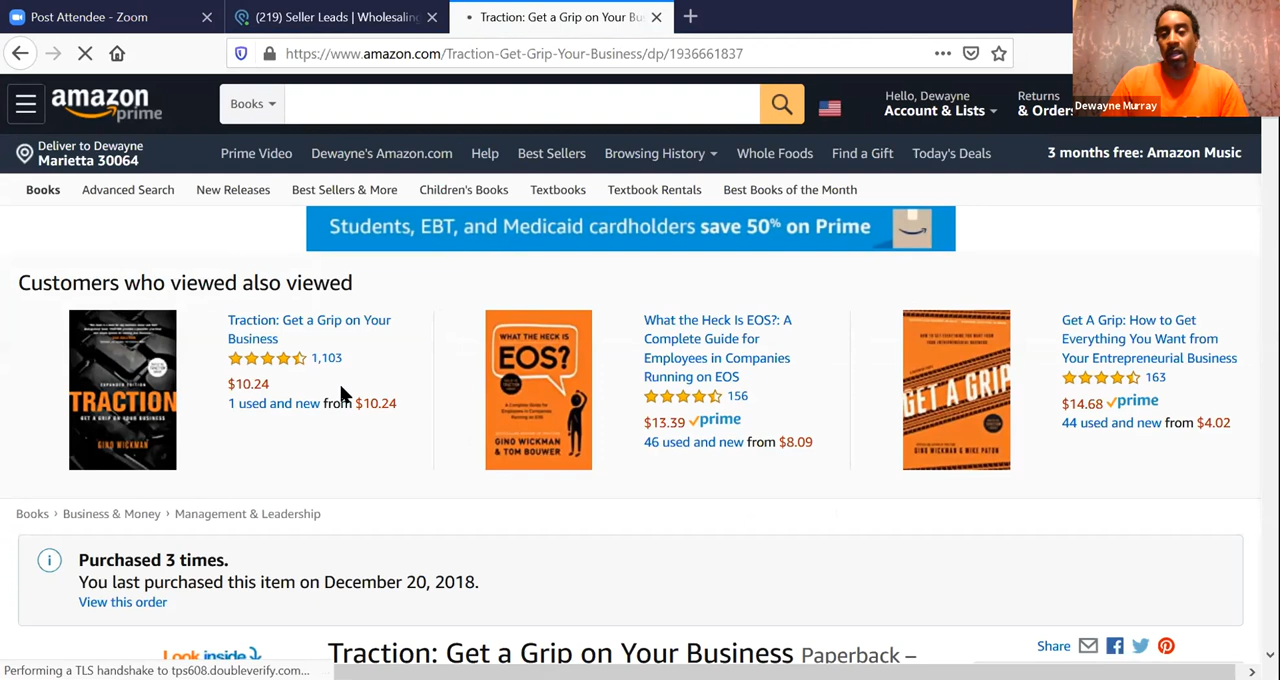 Post Attendee - Zoom
(219) Seller Leads | Wholesaling
Traction: Get a Grip on Your Bu
https://www.amazon.com/Traction-Get-Grip-Your-Business/dp/1936661837
Dewayne Murray
amazon prime
Books
Hello, Dewayne
Account & Lists
Returns
& Orders
Deliver to Dewayne
Marietta 30064
Prime Video Dewayne's Amazon.com Help Best Sellers Browsing History Whole Foods Find a Gift Today's Deals
3 months free: Amazon Music
Books Advanced Search New Releases Best Sellers & More Children's Books Textbooks Textbook Rentals Best Books of the Month
Students, EBT, and Medicaid cardholders save 50% on Prime
Customers who viewed also viewed
EXPANDED EDITION
TRACTION
GET A GRIP ON YOUR BUSINESS
GINO WICKMAN
Traction: Get a Grip on Your
Business
1,103
$10.24
1 used and new from $10.24
WHAT THE HECK IS
EOS?
GINO WICKMAN
& TOM BOUWER
What the Heck Is EOS?: A
Complete Guide for
Employees in Companies
Running on EOS
156
$13.39 prime
46 used and new from $8.09
GET A GRIP
GINO WICKMAN & MIKE PATON
Get A Grip: How to Get
Everything You Want from
Your Entrepreneurial Business
163
$14.68 prime
44 used and new from $4.02
Books › Business & Money › Management & Leadership
Purchased 3 times.
You last purchased this item on December 20, 2018.
View this order
Look inside
Traction: Get a Grip on Your Business Paperback –
Share
Performing a TLS handshake to tps608.doubleverify.com...